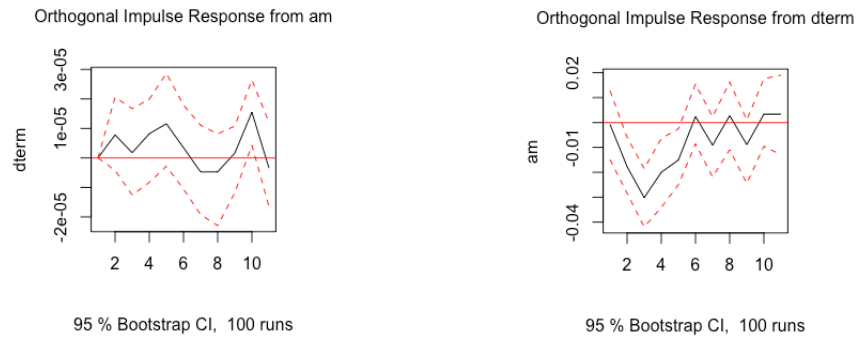 Orthogonal Impulse Response from am
dterm
3e-05
1e-05
-2e-05
2 4 6 8 10
95 % Bootstrap CI, 100 runs
Orthogonal Impulse Response from dterm
am
0.02
-0.01
-0.04
2 4 6 8 10
95 % Bootstrap CI, 100 runs